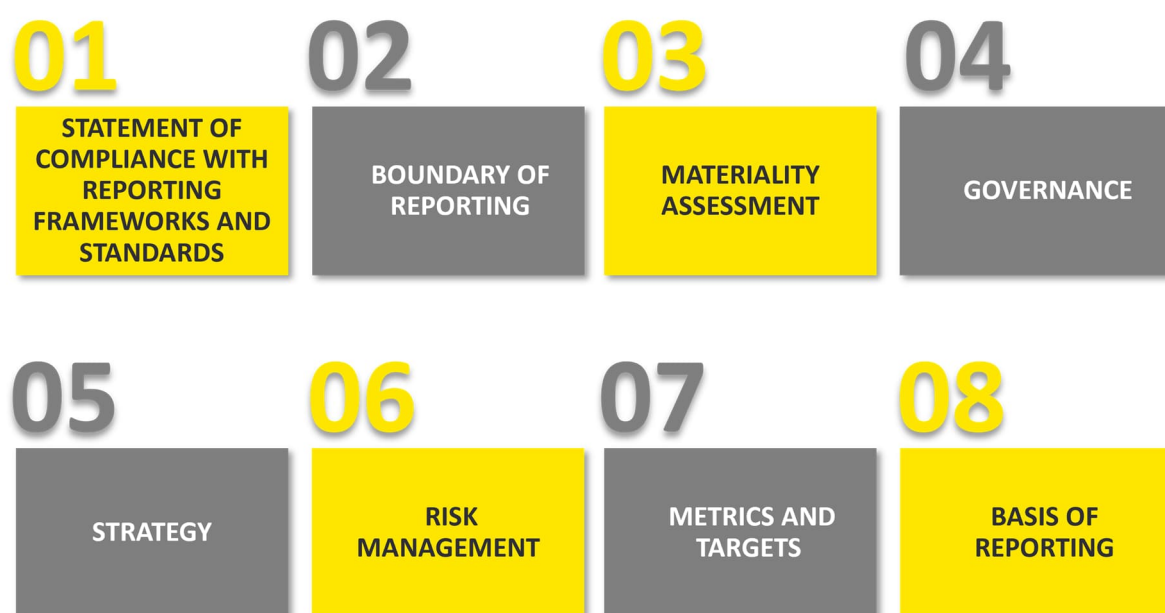 01
STATEMENT OF
COMPLIANCE WITH
REPORTING
FRAMEWORKS AND
STANDARDS
02
BOUNDARY OF
REPORTING
03
MATERIALITY
ASSESSMENT
04
GOVERNANCE
05
STRATEGY
06
RISK
MANAGEMENT
07
METRICS AND
TARGETS
08
BASIS OF
REPORTING